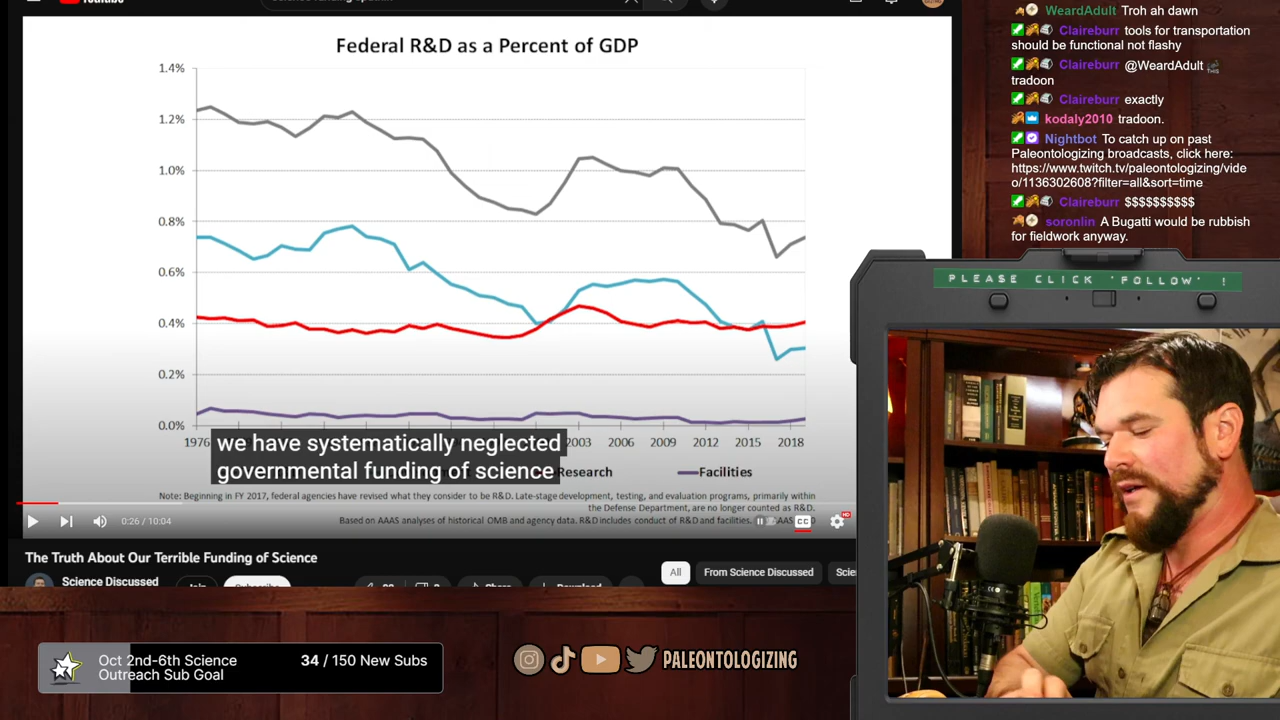 Federal R&D as a Percent of GDP
1.4%
1.2%
1.0%
0.8%
0.6%
0.4%
0.2%
0.0%
1976
2003
2006
2009
2012
2015
2018
we have systematically neglected
governmental funding of science
Research
Facilities
Note: Beginning in FY 2017, federal agencies have revised what they consider to be R&D. Late-stage development, testing, and evaluation programs, primarily within
the Defense Department, are no longer counted as R&D.
Based on AAAS analyses of historical OMB and agency data. R&D includes conduct of R&D and facilities.
0:26 / 10:04
CC
HD
The Truth About Our Terrible Funding of Science
Science Discussed
All
From Science Discussed
Oct 2nd-6th Science
Outreach Sub Goal
34 / 150 New Subs
PALEONTOLOGIZING
WeardAdult Troh ah dawn
Claireburr tools for transportation
should be functional not flashy
Claireburr @WeardAdult
tradoon
Claireburr exactly
kodaly2010 tradoon.
Nightbot To catch up on past
Paleontologizing broadcasts, click here:
https://www.twitch.tv/paleontologizing/vide
o/1136302608?filter=all&sort=time
Claireburr $$$$$$$$$$
soronlin A Bugatti would be rubbish
for fieldwork anyway.
PLEASE CLICK 'FOLLOW' !